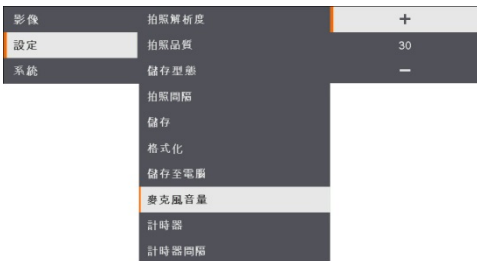 影像
設定
系統
拍照解析度
拍照品質
儲存型態
拍照間隔
儲存
格式化
儲存至電腦
麥克風音量
計時器
計時器間隔
+
30
−